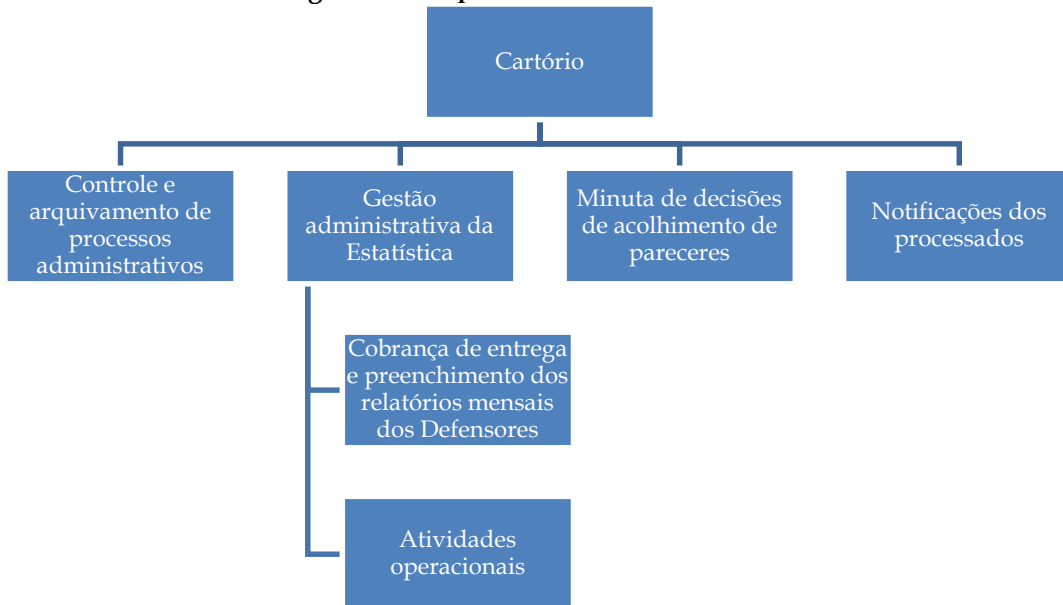 Cartório
Controle e
arquivamento de
processos
administrativos
Gestão
administrativa da
Estatística
Minuta de decisões
de acolhimento de
pareceres
Notificações dos
processados
Cobrança de entrega
e preenchimento dos
relatórios mensais
dos Defensores
Atividades
operacionais